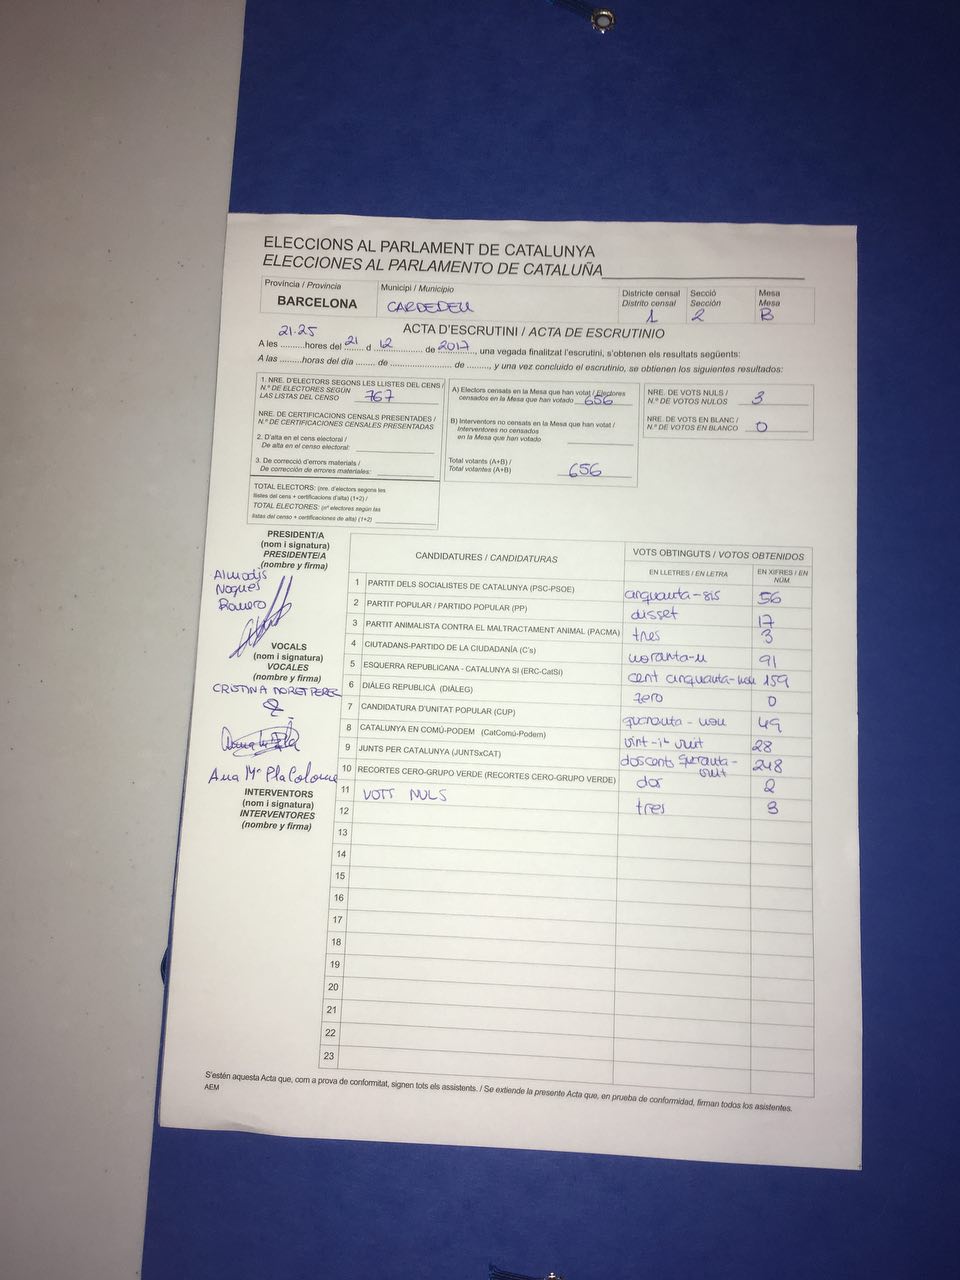 ELECCIONS AL PARLAMENT DE CATALUNYA
ELECCIONES AL PARLAMENTO DE CATALUÑA
Província / Provincia
BARCELONA
Municipi / Municipio
CARDEDEU
Districte censal
Distrito censal
1
Secció
Sección
2
Mesa
Mesa
B
ACTA D'ESCRUTINI / ACTA DE ESCRUTINIO
21.25
A les ..........hores del 21 d 12 de 2017, una vegada finalitzat l'escrutini, s'obtenen els resultats següents:
A las ..........horas del día ....... de ................... de .........., y una vez concluido el escrutinio, se obtienen los siguientes resultados:
1. NRE. D'ELECTORS SEGONS LES LLISTES DEL CENS /
N.º DE ELECTORES SEGÚN
LAS LISTAS DEL CENSO 767
NRE. DE CERTIFICACIONS CENSALS PRESENTADES /
N.º DE CERTIFICACIONES CENSALES PRESENTADAS
2. D'alta en el cens electoral /
De alta en el censo electoral:
3. De correcció d'errors materials /
De corrección de errores materiales:
TOTAL ELECTORS: (nre. d'electors segons les
llistes del cens + certificacions d'alta) (1+2) /
TOTAL ELECTORES: (nº electores según las
listas del censo + certificaciones de alta) (1+2)
A) Electors censats en la Mesa que han votat / Electores
censados en la Mesa que han votado 656
B) Interventors no censats en la Mesa que han votat /
Interventores no censados
en la Mesa que han votado
Total votants (A+B) /
Total votantes (A+B) 656
NRE. DE VOTS NULS /
N.º DE VOTOS NULOS 3
NRE. DE VOTS EN BLANC /
N.º DE VOTOS EN BLANCO 0
PRESIDENT/A
(nom i signatura)
PRESIDENTE/A
(nombre y firma)
Almodis
Nogués
Romero
VOCALS
(nom i signatura)
VOCALES
(nombre y firma)
CRISTINA
Ana Mª Pla Colome
INTERVENTORS
(nom i signatura)
INTERVENTORES
(nombre y firma)
CANDIDATURES / CANDIDATURAS
VOTS OBTINGUTS / VOTOS OBTENIDOS
EN LLETRES / EN LETRA
EN XIFRES / EN NÚM.
1 PARTIT DELS SOCIALISTES DE CATALUNYA (PSC-PSOE) cinquanta-sis 56
2 PARTIT POPULAR / PARTIDO POPULAR (PP) disset 17
3 PARTIT ANIMALISTA CONTRA EL MALTRACTAMENT ANIMAL (PACMA) tres 3
4 CIUTADANS-PARTIDO DE LA CIUDADANÍA (C's) noranta-u 91
5 ESQUERRA REPUBLICANA - CATALUNYA SÍ (ERC-CatSí) cent cinquanta-nou 159
6 DIÀLEG REPUBLICÀ (DIÀLEG) zero 0
7 CANDIDATURA D'UNITAT POPULAR (CUP) quranta-nou 49
8 CATALUNYA EN COMÚ-PODEM (CatComú-Podem) vint-i-vuit 28
9 JUNTS PER CATALUNYA (JUNTSxCAT) doscents quranta-vuit 248
10 RECORTES CERO-GRUPO VERDE (RECORTES CERO-GRUPO VERDE) dos 2
11 VOTS NULS tres 3
12
13
14
15
16
17
18
19
20
21
22
23
S'estén aquesta Acta que, com a prova de conformitat, signen tots els assistents. / Se extiende la presente Acta que, en prueba de conformidad, firman todos los asistentes.
AEM